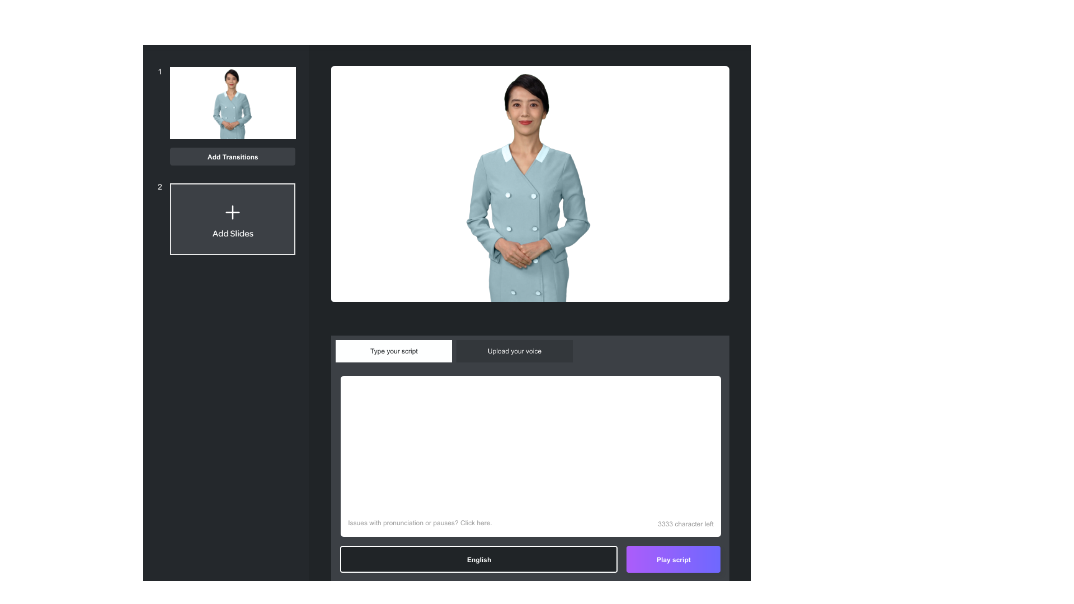 1
Add Transitions
2
Add Slides
Type your script
Upload your voice
Issues with pronunciation or pauses? Click here.
3333 character left
English
Play script